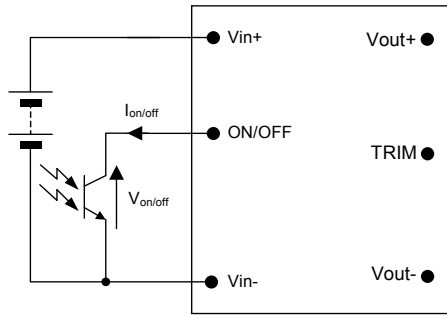 Vin+
Vout+
Ion/off
ON/OFF
TRIM
Von/off
Vin-
Vout-